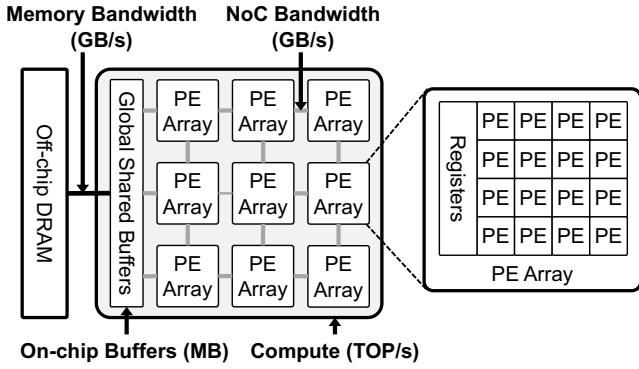 Memory Bandwidth
(GB/s)
NoC Bandwidth
(GB/s)
Off-chip DRAM
Global Shared Buffers
PE
Array
PE
Array
PE
Array
PE
Array
PE
Array
PE
Array
PE
Array
PE
Array
PE
Array
Registers
PE PE PE PE
PE PE PE PE
PE PE PE PE
PE PE PE PE
PE Array
On-chip Buffers (MB)
Compute (TOP/s)